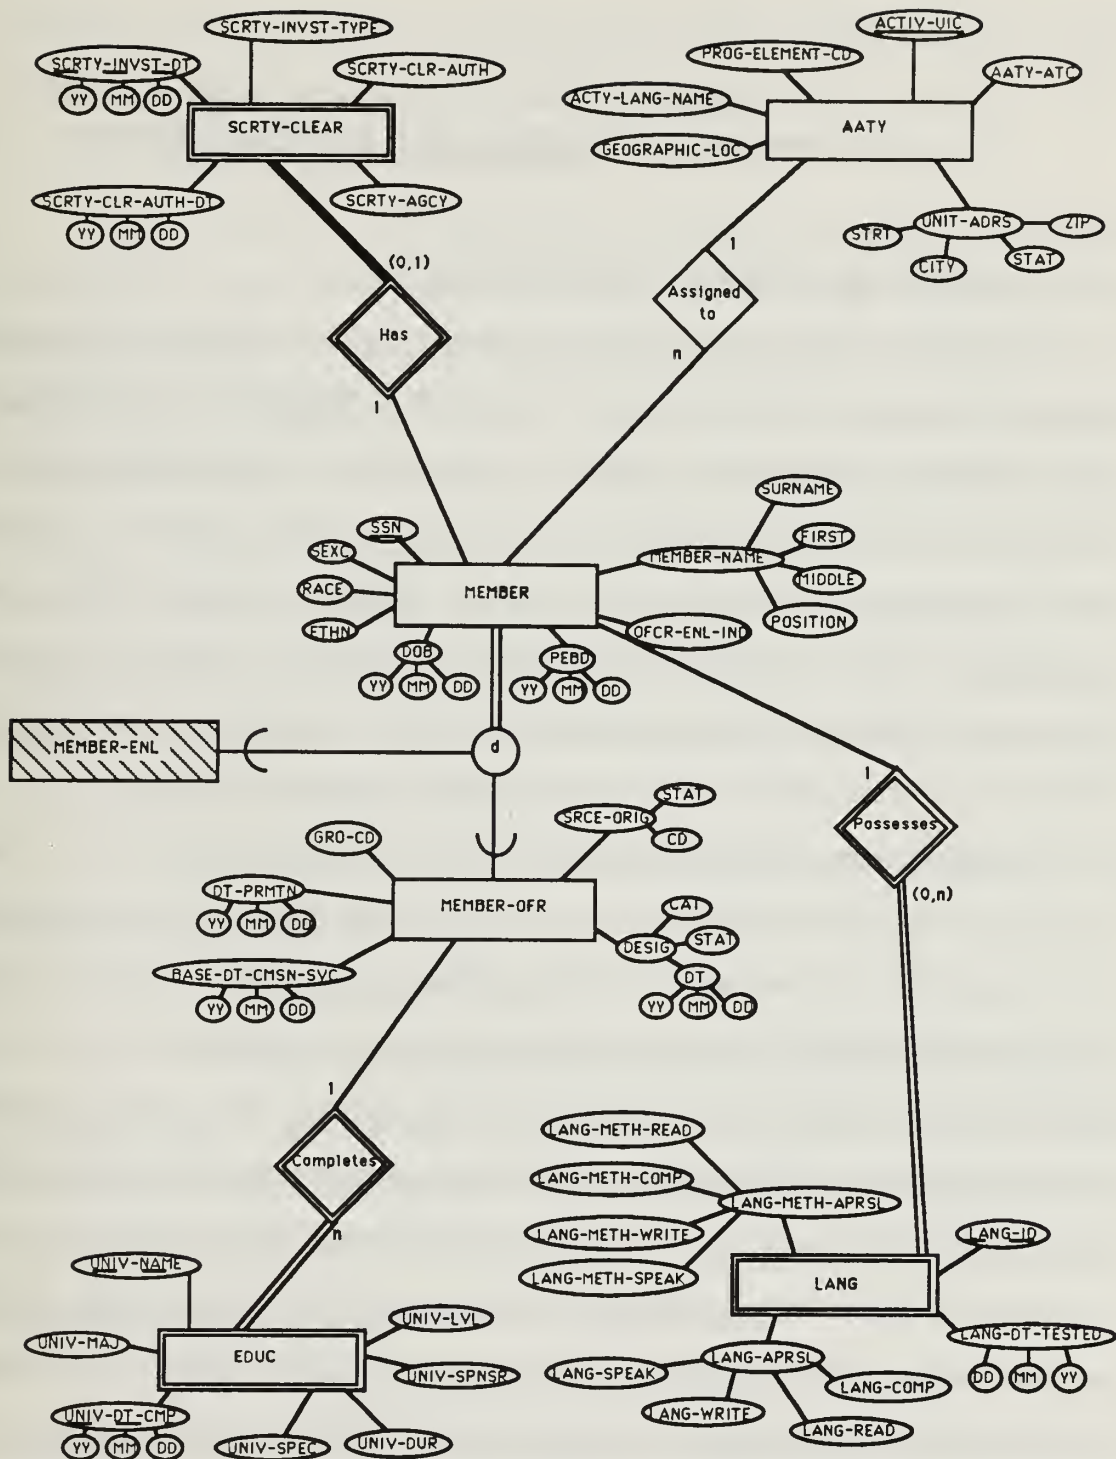 SCRTY-INVST-TYPE
SCRTY-INVST-DT
YY
MM
DD
SCRTY-CLR-AUTH
SCRTY-CLEAR
SCRTY-CLR-AUTH-DT
YY
MM
DD
SCRTY-AGCY
ACTIV-UIC
PROG-ELEMENT-CD
AATY-ATC
ACTY-LANG-NAME
AATY
GEOGRAPHIC-LOC
UNIT-ADRS
ZIP
STRT
CITY
STAT
(0,1)
Has
1
1
Assigned
to
n
SSN
SEXC
RACE
ETHN
MEMBER
DOB
YY
MM
DD
PEBD
YY
MM
DD
SURNAME
FIRST
MEMBER-NAME
MIDDLE
POSITION
OFCR-ENL-IND
MEMBER-ENL
d
1
Possesses
(0,n)
STAT
SRCE-ORIG
CD
GRO-CD
DT-PRMTN
YY
MM
DD
MEMBER-OFR
CAT
DESIG
STAT
DT
YY
MM
DD
BASE-DT-CMSN-SVC
YY
MM
DD
1
Completes
n
LANG-METH-READ
LANG-METH-COMP
LANG-METH-APRSL
LANG-METH-WRITE
LANG-METH-SPEAK
LANG-ID
LANG
LANG-DT-TESTED
DD
MM
YY
LANG-APRSL
LANG-SPEAK
LANG-COMP
LANG-WRITE
LANG-READ
UNIV-NAME
UNIV-LVL
UNIV-MAJ
EDUC
UNIV-SPNSR
UNIV-DT-CMP
YY
MM
DD
UNIV-SPEC
UNIV-DUR